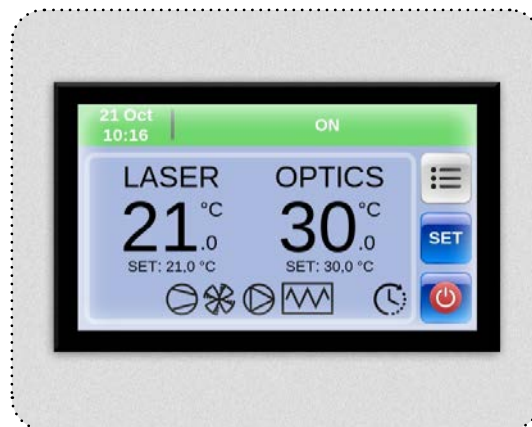 21 Oct
10:16
ON
LASER
21.0 °C
SET: 21,0 °C
OPTICS
30.0 °C
SET: 30,0 °C
SET